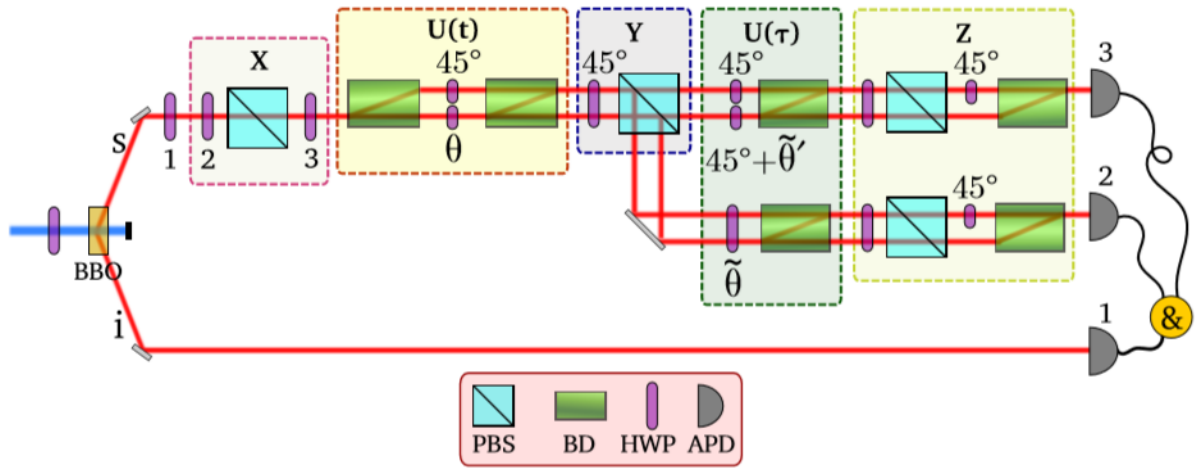 X
U(t)
Y
U(τ)
Z
45°
45°
45°
45°
3
S
1
2
3
θ
45°+θ̃′
45°
2
BBO
θ̃
i
1
&
PBS
BD
HWP
APD